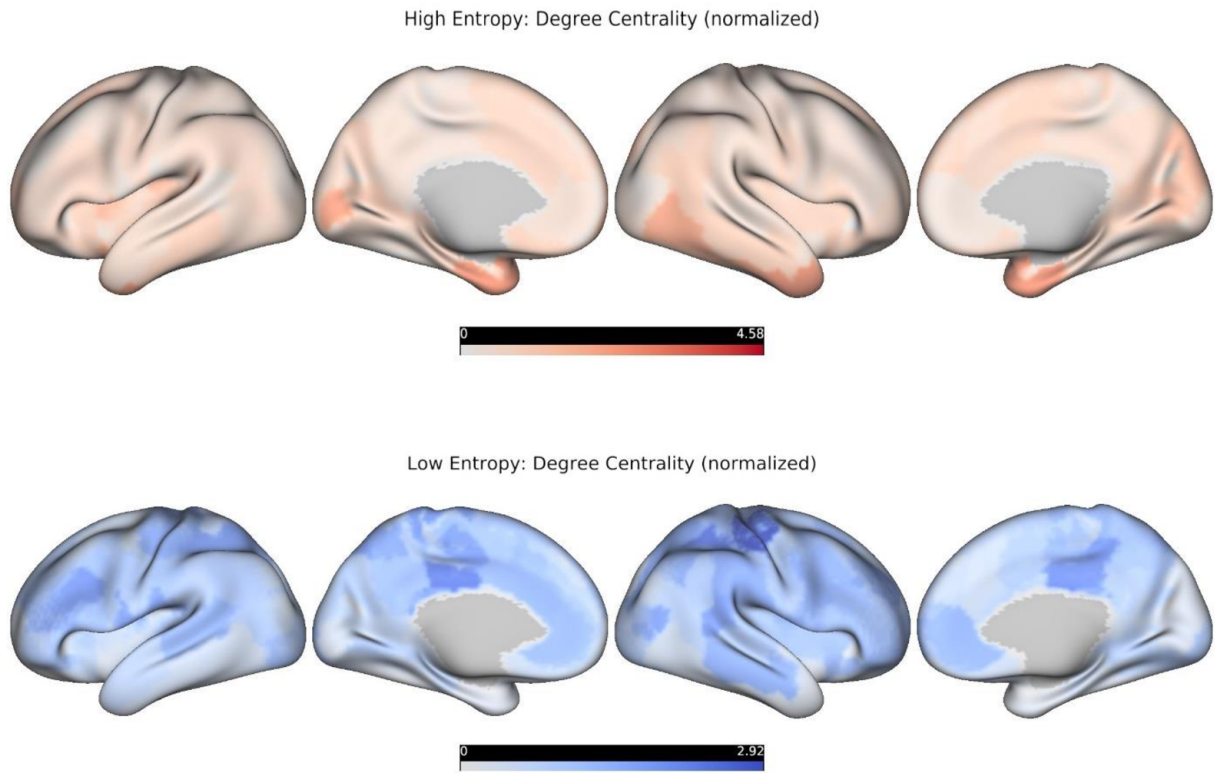 High Entropy: Degree Centrality (normalized)
0 4.58
Low Entropy: Degree Centrality (normalized)
0 2.92